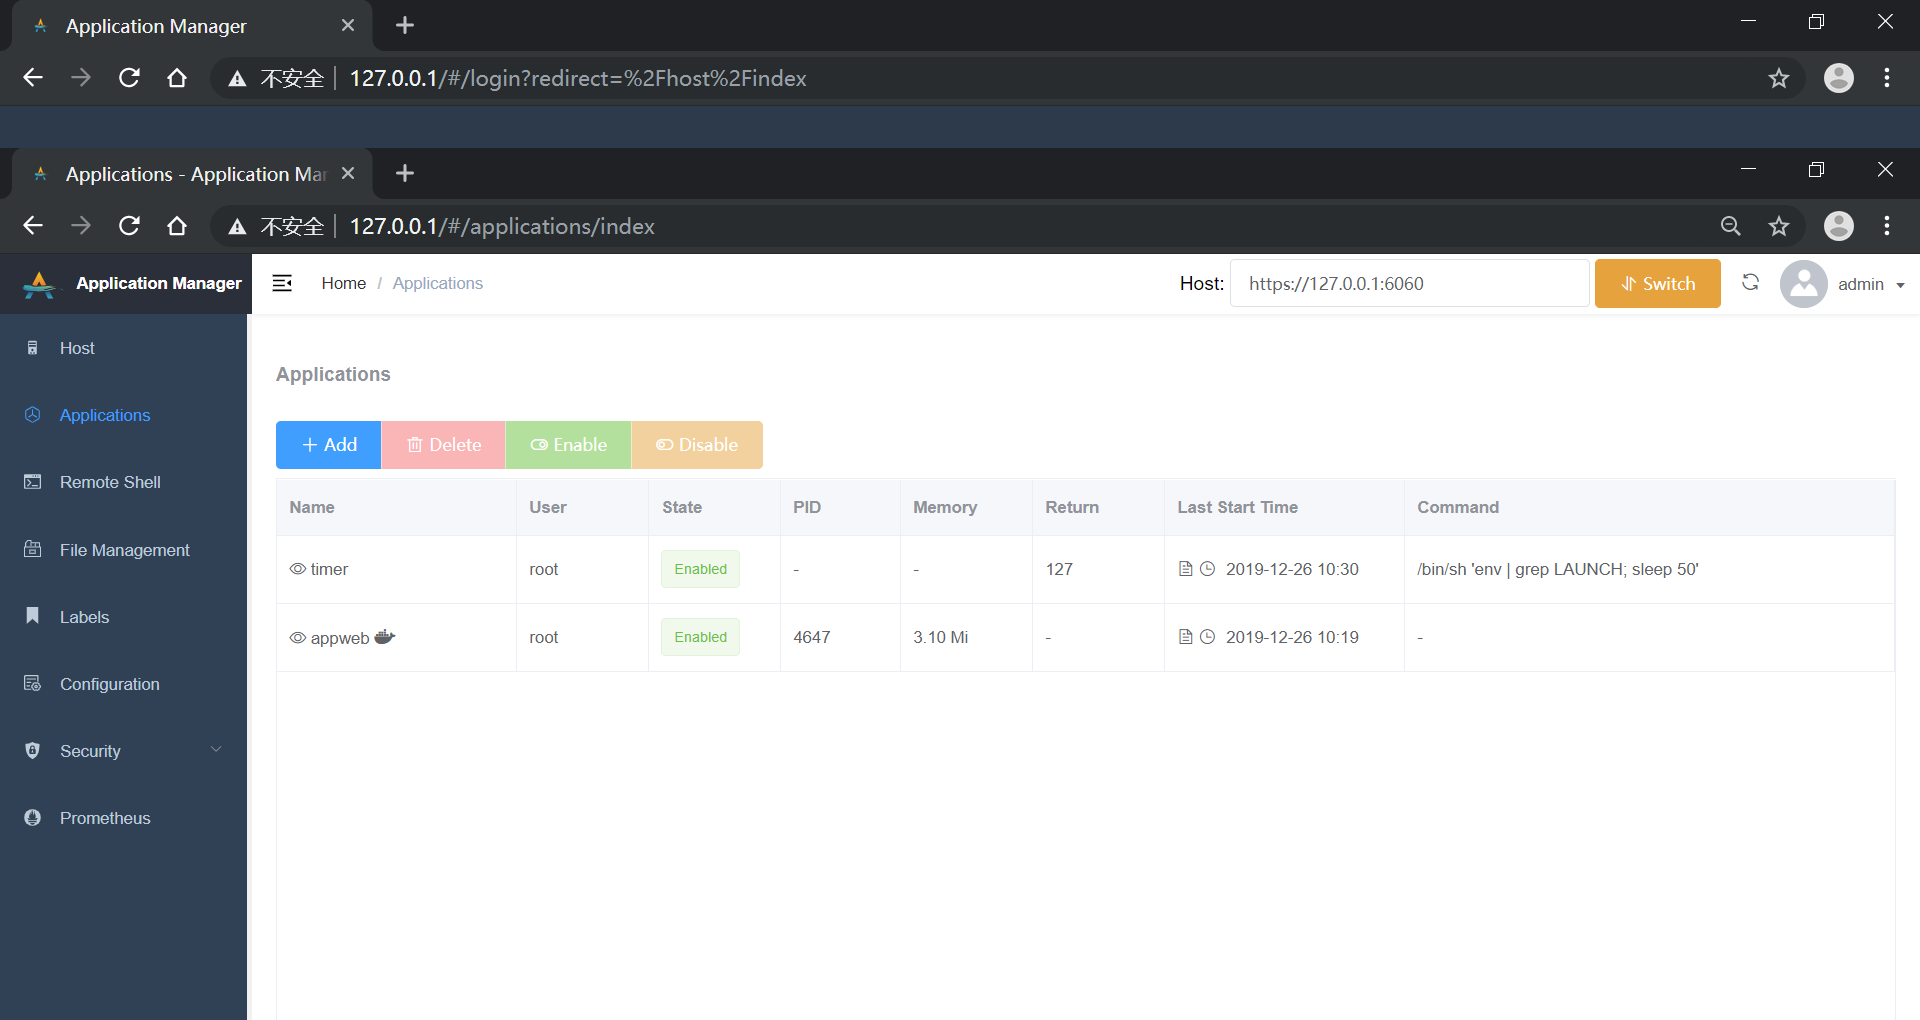 Application Manager
不安全 127.0.0.1/#/login?redirect=%2Fhost%2Findex
Applications - Application Mar
不安全 127.0.0.1/#/applications/index
Application Manager
Home / Applications
Host: https://127.0.0.1:6060 Switch admin
Host
Applications
Remote Shell
File Management
Labels
Configuration
Security
Prometheus
Applications
Add Delete Enable Disable
Name User State PID Memory Return Last Start Time Command
timer root Enabled - - 127 2019-12-26 10:30 /bin/sh 'env | grep LAUNCH; sleep 50'
appweb root Enabled 4647 3.10 Mi - 2019-12-26 10:19 -